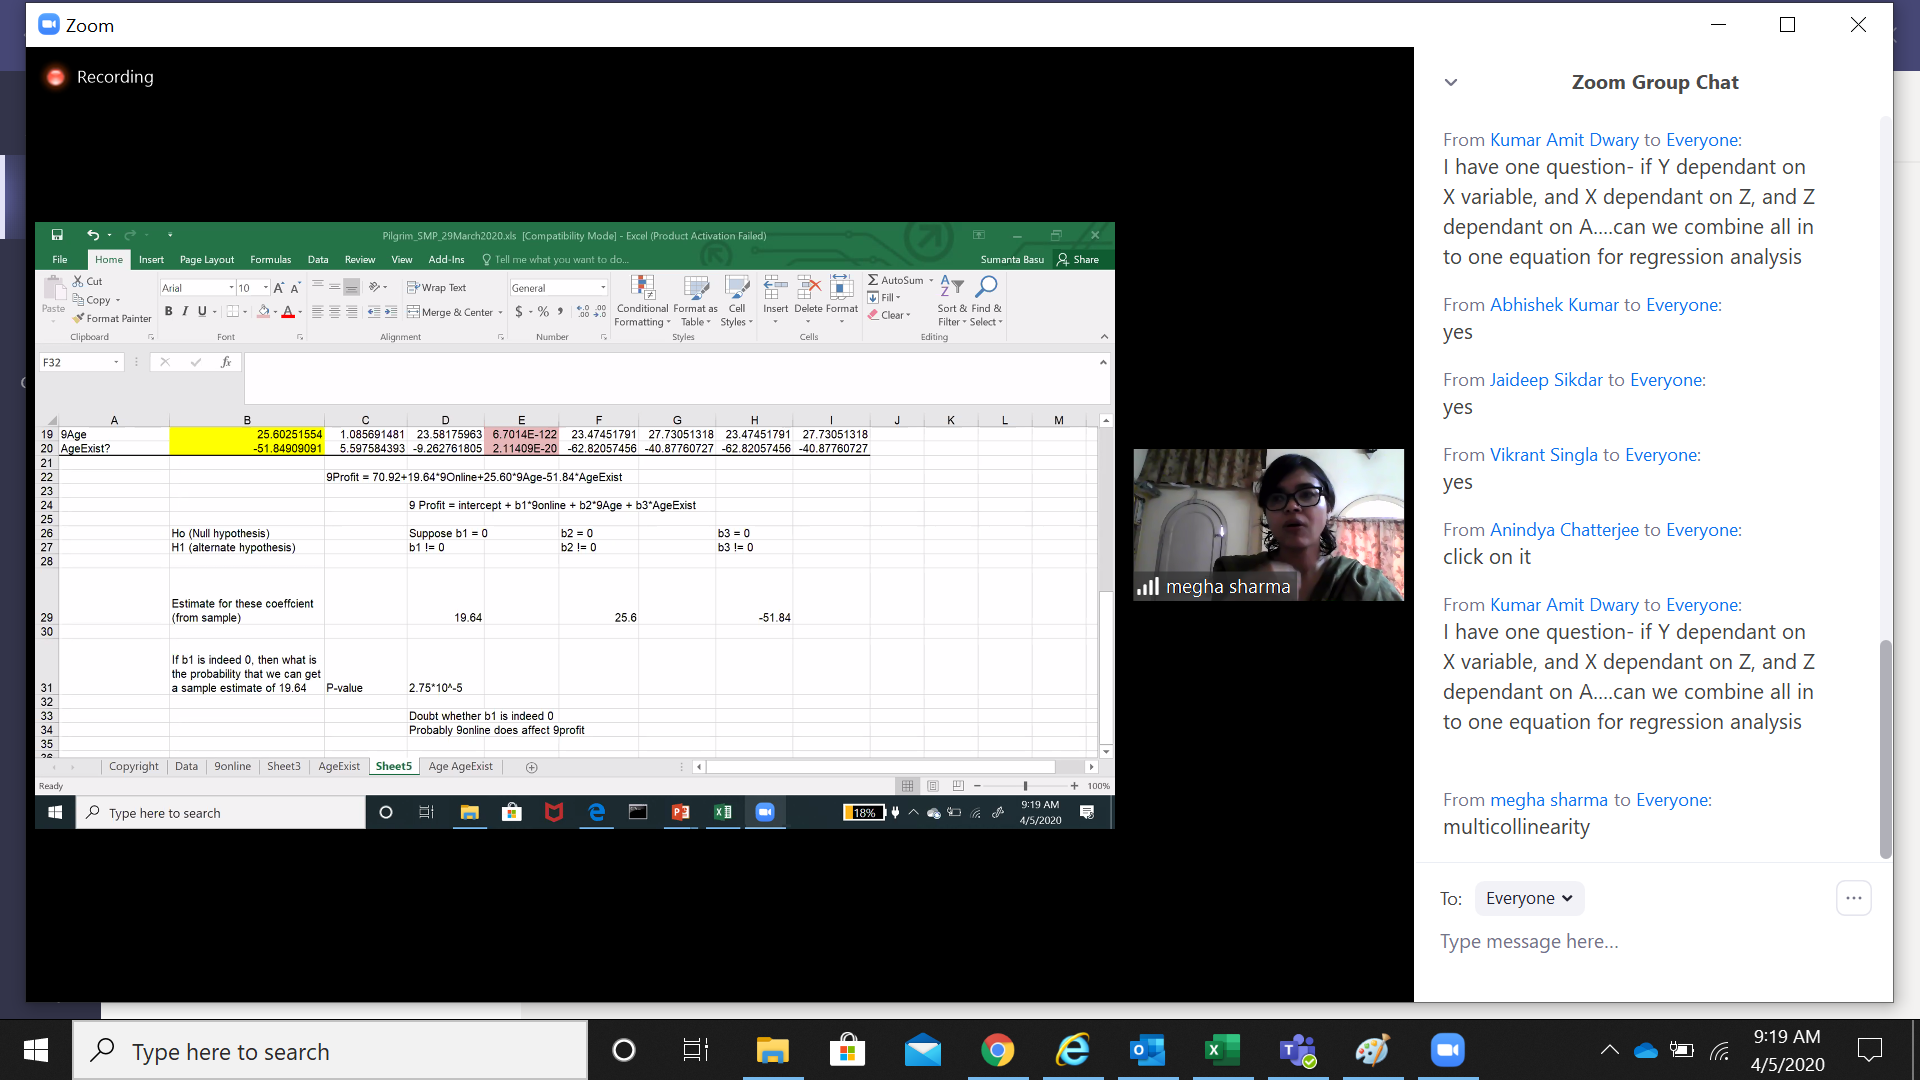 Zoom
Recording
Pilgrim_SMP_29March2020.xls [Compatibility Mode] - Excel (Product Activation Failed)
File Home Insert Page Layout Formulas Data Review View Add-Ins Tell me what you want to do... Sumanta Basu Share
Paste
Cut
Copy
Format Painter
Clipboard
Arial 10
B I U
Font
Wrap Text
Merge & Center
Alignment
General
$ % ,
Number
Conditional Formatting
Format as Table
Cell Styles
Styles
Insert Delete Format
Cells
AutoSum
Fill
Clear
Sort & Filter
Find & Select
Editing
F32
fx
A B C D E F G H I J K L M
19 9Age 25.60251554 1.085691481 23.58175963 6.7014E-122 23.47451791 27.73051318 23.47451791 27.73051318
20 AgeExist? -51.84909091 5.597584393 -9.262761805 2.11409E-20 -62.82057456 -40.87760727 -62.82057456 -40.87760727
21
22 9Profit = 70.92+19.64*9Online+25.60*9Age-51.84*AgeExist
23
24 9 Profit = intercept + b1*9online + b2*9Age + b3*AgeExist
25
26 Ho (Null hypothesis) Suppose b1 = 0 b2 = 0 b3 = 0
27 H1 (alternate hypothesis) b1 != 0 b2 != 0 b3 != 0
28
Estimate for these coeffcient
29 (from sample) 19.64 25.6 -51.84
30
If b1 is indeed 0, then what is
the probability that we can get
31 a sample estimate of 19.64 P-value 2.75*10^-5
32
33 Doubt whether b1 is indeed 0
34 Probably 9online does affect 9profit
35
Copyright Data 9online Sheet3 AgeExist Sheet5 Age AgeExist
Ready 100%
Type here to search
18%
9:19 AM
4/5/2020
megha sharma
Zoom Group Chat
From Kumar Amit Dwary to Everyone:
I have one question- if Y dependant on
X variable, and X dependant on Z, and Z
dependant on A....can we combine all in
to one equation for regression analysis
From Abhishek Kumar to Everyone:
yes
From Jaideep Sikdar to Everyone:
yes
From Vikrant Singla to Everyone:
yes
From Anindya Chatterjee to Everyone:
click on it
From Kumar Amit Dwary to Everyone:
I have one question- if Y dependant on
X variable, and X dependant on Z, and Z
dependant on A....can we combine all in
to one equation for regression analysis
From megha sharma to Everyone:
multicollinearity
To: Everyone
Type message here...
Type here to search
9:19 AM
4/5/2020